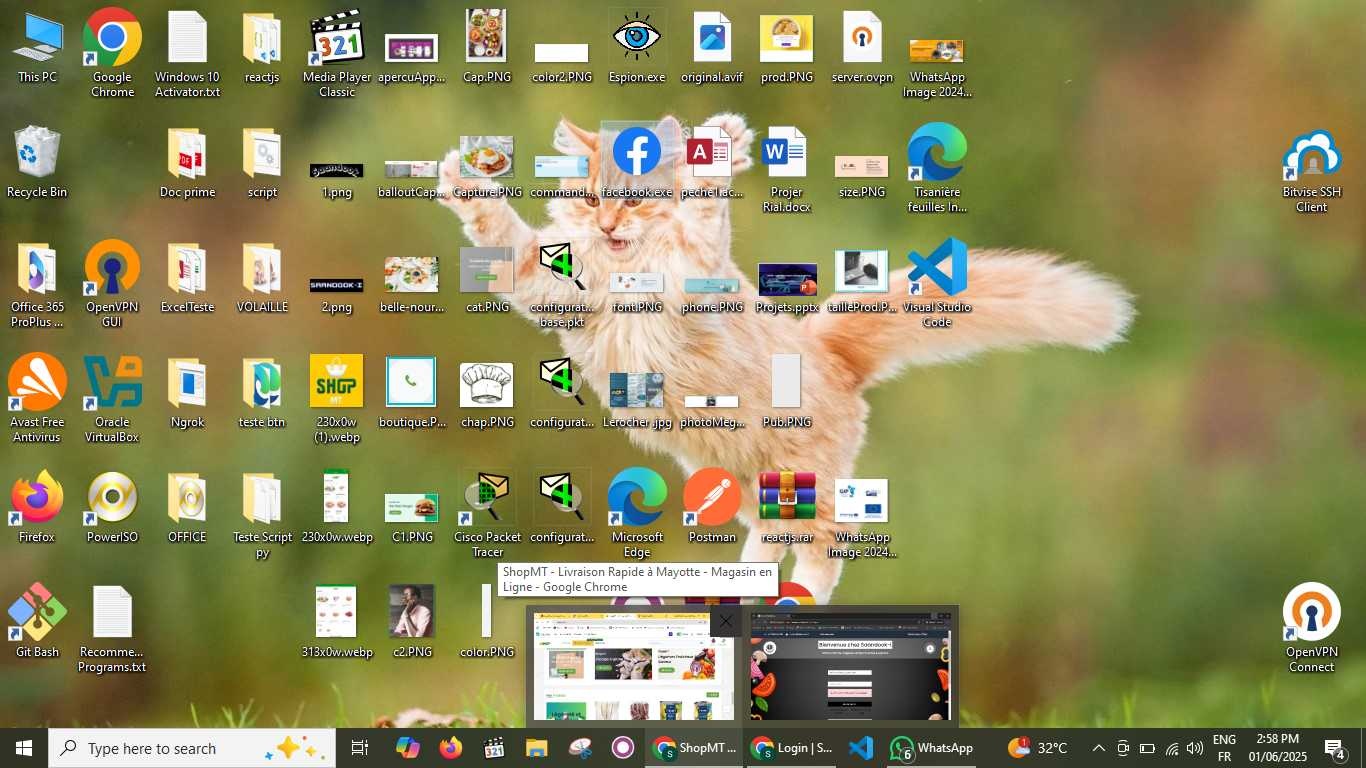 This PC
Google
Chrome
Windows 10
Activator.txt
reactjs
Media Player
Classic
apercuApp...
Cap.PNG
color2.PNG
Espion.exe
original.avif
prod.PNG
server.ovpn
WhatsApp
Image 2024...
Recycle Bin
Doc prime
script
1.png
balloutCap...
Capture.PNG
command...
facebook.exe
Projer
Rial.docx
size.PNG
Tisanière
feuilles In...
Bitvise SSH
Client
Office 365
ProPlus ...
OpenVPN
GUI
ExcelTeste
VOLAILLE
SAANDOOK-I
2.png
belle-nour...
cat.PNG
configurat...
base.pkt
font.PNG
phone.PNG
Projets.pptx
tailleProd.P...
Visual Studio
Code
Avast Free
Antivirus
Oracle
VirtualBox
Ngrok
teste btn
SHOP
MT
230x0w
(1).webp
boutique.P...
chap.PNG
configurat...
Lerocher .jpg
photoMeg...
Pub.PNG
Firefox
PowerISO
OFFICE
Teste Script
py
230x0w.webp
C1.PNG
Cisco Packet
Tracer
configurat...
Microsoft
Edge
Postman
reactjs.rar
WhatsApp
Image 2024...
ShopMT - Livraison Rapide à Mayotte - Magasin en
Ligne - Google Chrome
Git Bash
Recomme...
Programs.txt
313x0w.webp
c2.PNG
color.PNG
Bienvenue chez Saandook-i
OpenVPN
Connect
Type here to search
ShopMT ...
Login | S...
6
WhatsApp
32°C
ENG
FR
2:58 PM
01/06/2025
4